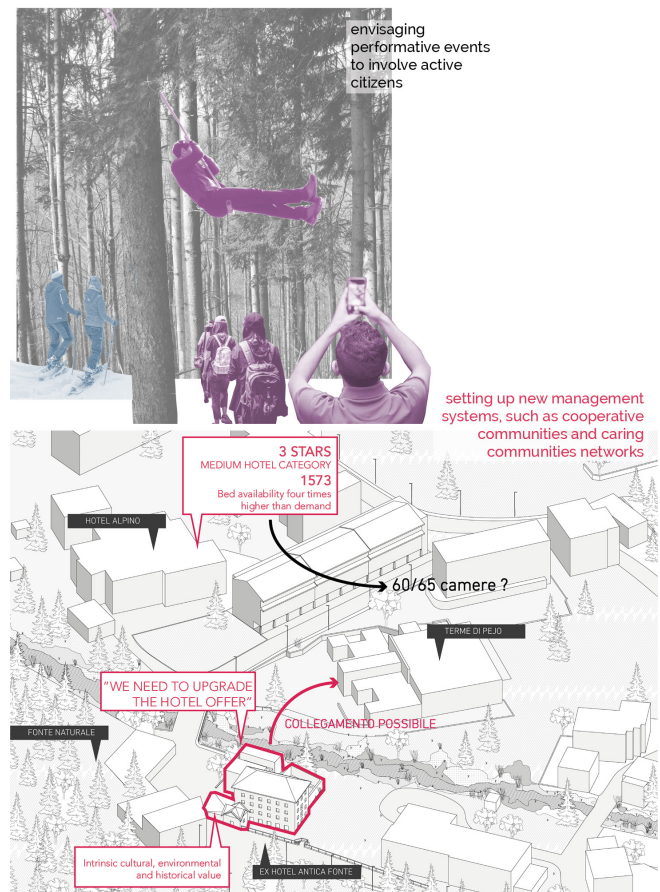 envisaging
performative events
to involve active
citizens
setting up new management
systems, such as cooperative
communities and caring
communities networks
3 STARS
MEDIUM HOTEL CATEGORY
1573
Bed availability four times
higher than demand
HOTEL ALPINO
60/65 camere ?
TERME DI PEJO
"WE NEED TO UPGRADE
THE HOTEL OFFER"
COLLEGAMENTO POSSIBILE
FONTE NATURALE
Intrinsic cultural, environmental
and historical value
EX HOTEL ANTICA FONTE